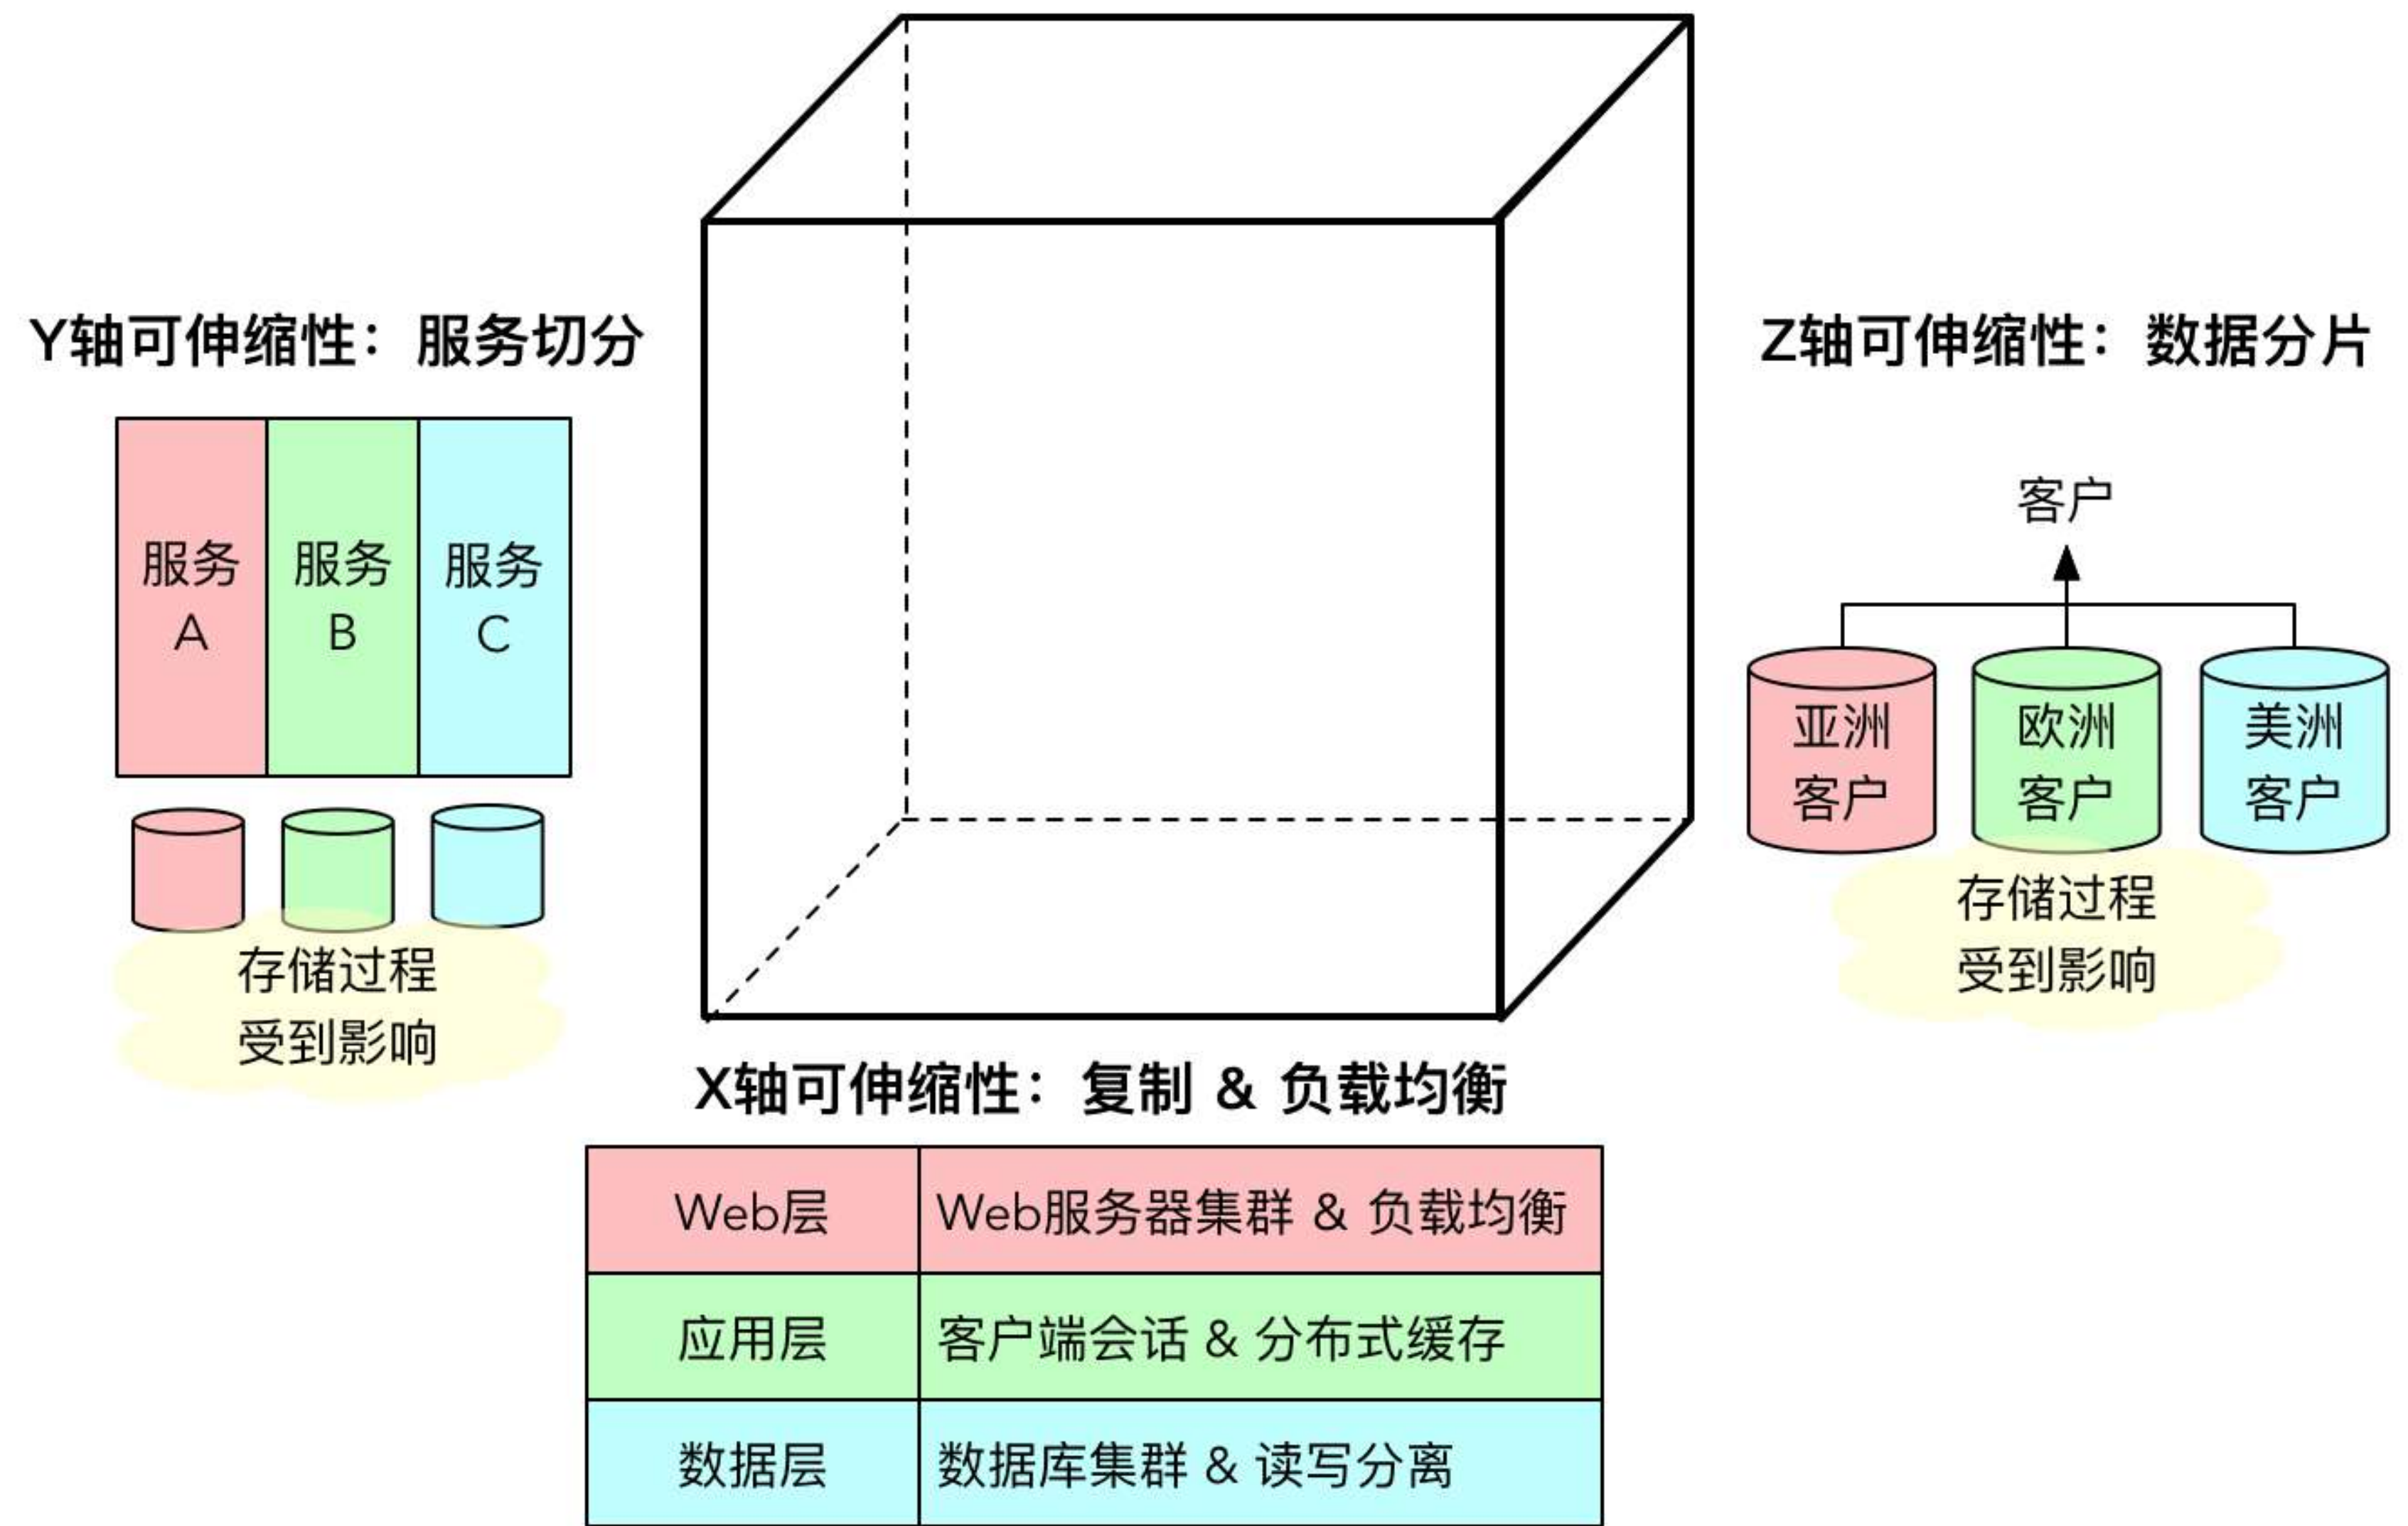 Y轴可伸缩性：服务切分
服务
A
服务
B
服务
C
存储过程
受到影响
Z轴可伸缩性：数据分片
客户
亚洲
客户
欧洲
客户
美洲
客户
存储过程
受到影响
X轴可伸缩性：复制 & 负载均衡
Web层
Web服务器集群 & 负载均衡
应用层
客户端会话 & 分布式缓存
数据层
数据库集群 & 读写分离